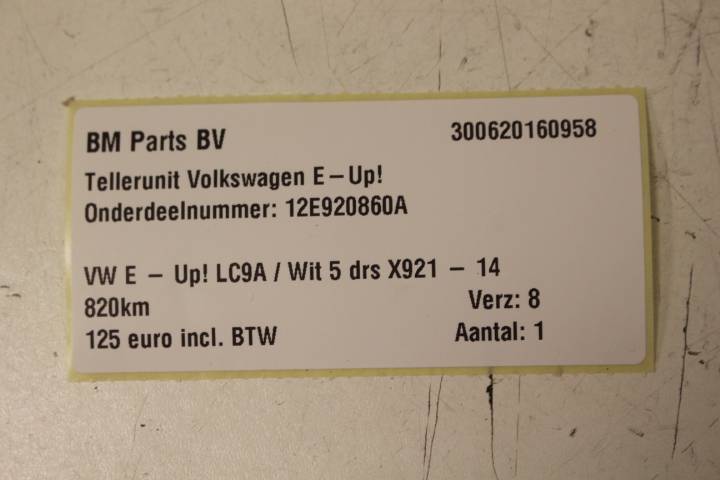 BM Parts BV 300620160958
Tellerunit Volkswagen E-Up!
Onderdeelnummer: 12E920860A
VW E - Up! LC9A / Wit 5 drs X921 - 14
820km Verz: 8
125 euro incl. BTW Aantal: 1